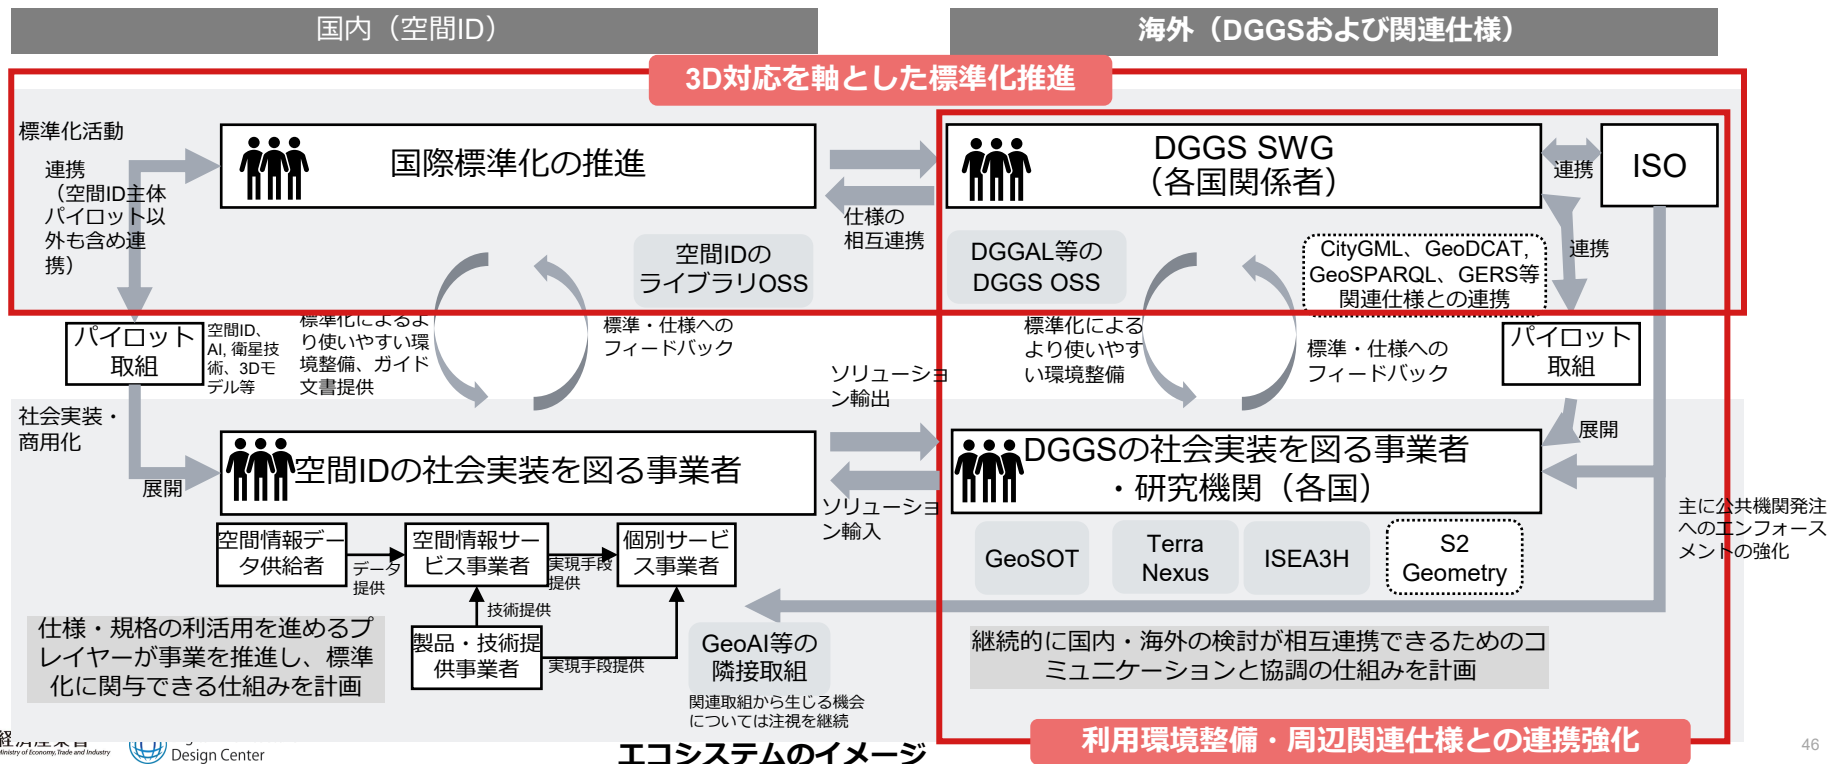 国内（空間ID）
海外（DGGSおよび関連仕様）
3D対応を軸とした標準化推進
標準化活動
連携
（空間ID主体
パイロット以
外も含め連
携）
国際標準化の推進
DGGS SWG
（各国関係者）
連携
ISO
仕様の
相互連携
空間IDの
ライブラリOSS
DGGAL等の
DGGS OSS
CityGML、GeoDCAT,
GeoSPARQL、GERS等
関連仕様との連携
連携
パイロット
取組
空間ID、
AI, 衛星技
術、3Dモ
デル等
標準化によるよ
り使いやすい環
境整備、ガイド
文書提供
標準・仕様への
フィードバック
標準化による
より使いやす
い環境整備
標準・仕様への
フィードバック
パイロット
取組
ソリューショ
ン輸出
社会実装・
商用化
展開
空間IDの社会実装を図る事業者
DGGSの社会実装を図る事業者
・研究機関（各国）
展開
ソリューショ
ン輸入
主に公共機関発注
へのエンフォース
メントの強化
空間情報デー
タ供給者
データ
提供
空間情報サー
ビス事業者
実現手段
提供
個別サービ
ス事業者
技術提供
製品・技術提
供事業者
実現手段提供
GeoSOT
Terra
Nexus
ISEA3H
S2
Geometry
仕様・規格の利活用を進めるプ
レイヤーが事業を推進し、標準
化に関与できる仕組みを計画
GeoAI等の
隣接取組
関連取組から生じる機会
については注視を継続
継続的に国内・海外の検討が相互連携できるためのコ
ミュニケーションと協調の仕組みを計画
利用環境整備・周辺関連仕様との連携強化
エコシステムのイメージ
経済産業省
Ministry of Economy, Trade and Industry
Design Center
46